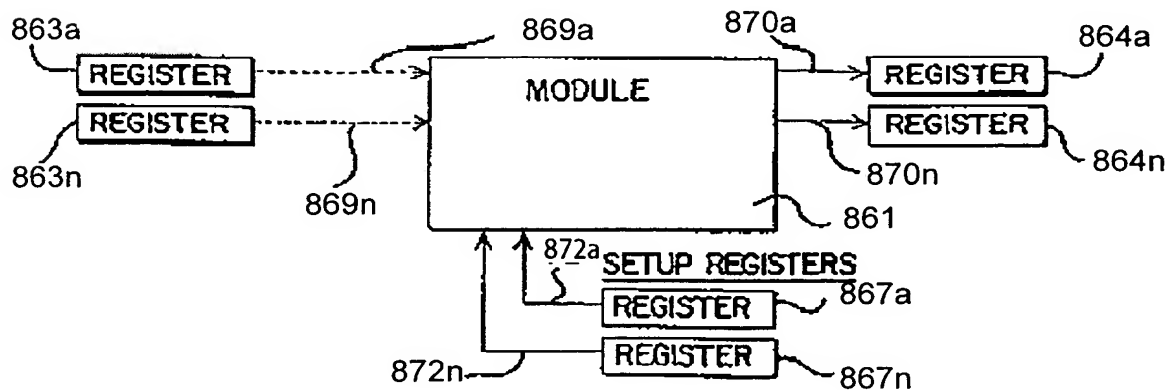 863a
869a
870a
864a
REGISTER
MODULE
REGISTER
REGISTER
REGISTER
863n
869n
870n
864n
861
872a
SETUP REGISTERS
REGISTER
867a
REGISTER
872n
867n